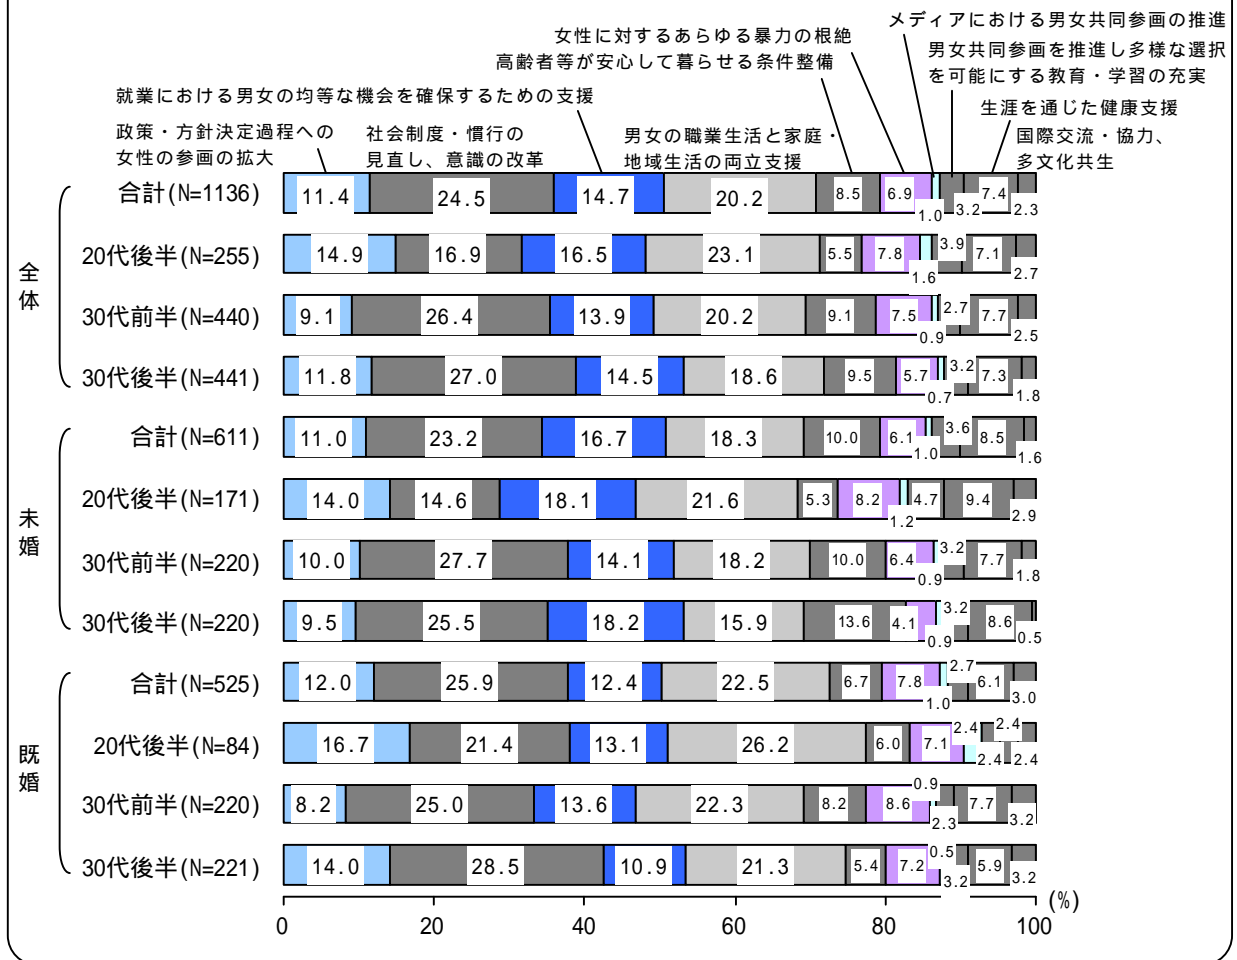 メディアにおける男女共同参画の推進
女性に対するあらゆる暴力の根絶
男女共同参画を推進し多様な選択
を可能にする教育・学習の充実
高齢者等が安心して暮らせる条件整備
就業における男女の均等な機会を確保するための支援
生涯を通じた健康支援
政策・方針決定過程への
女性の参画の拡大
社会制度・慣行の
見直し、意識の改革
男女の職業生活と家庭・
地域生活の両立支援
国際交流・協力、
多文化共生
全体
合計(N=1136) 11.4 24.5 14.7 20.2 8.5 6.9 1.0 3.2 7.4 2.3
20代後半(N=255) 14.9 16.9 16.5 23.1 5.5 7.8 1.6 3.9 7.1 2.7
30代前半(N=440) 9.1 26.4 13.9 20.2 9.1 7.5 0.9 2.7 7.7 2.5
30代後半(N=441) 11.8 27.0 14.5 18.6 9.5 5.7 0.7 3.2 7.3 1.8
未婚
合計(N=611) 11.0 23.2 16.7 18.3 10.0 6.1 1.0 3.6 8.5 1.6
20代後半(N=171) 14.0 14.6 18.1 21.6 5.3 8.2 1.2 4.7 9.4 2.9
30代前半(N=220) 10.0 27.7 14.1 18.2 10.0 6.4 0.9 3.2 7.7 1.8
30代後半(N=220) 9.5 25.5 18.2 15.9 13.6 4.1 0.9 3.2 8.6 0.5
既婚
合計(N=525) 12.0 25.9 12.4 22.5 6.7 7.8 1.0 2.7 6.1 3.0
20代後半(N=84) 16.7 21.4 13.1 26.2 6.0 7.1 2.4 2.4 2.4 2.4
30代前半(N=220) 8.2 25.0 13.6 22.3 8.2 8.6 0.9 2.3 7.7 3.2
30代後半(N=221) 14.0 28.5 10.9 21.3 5.4 7.2 0.5 3.2 5.9 3.2
0 20 40 60 80 100 (%)